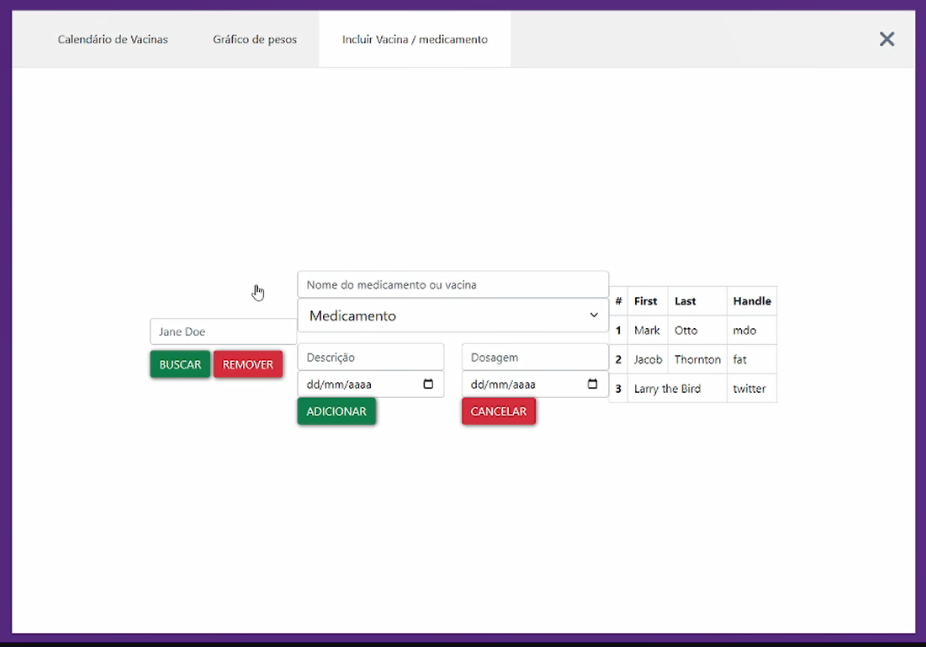 Calendário de Vacinas Gráfico de pesos Incluir Vacina / medicamento
Jane Doe
BUSCAR REMOVER
Nome do medicamento ou vacina
Medicamento
Descrição Dosagem
dd/mm/aaaa dd/mm/aaaa
ADICIONAR CANCELAR
# First Last Handle
1 Mark Otto mdo
2 Jacob Thornton fat
3 Larry the Bird twitter